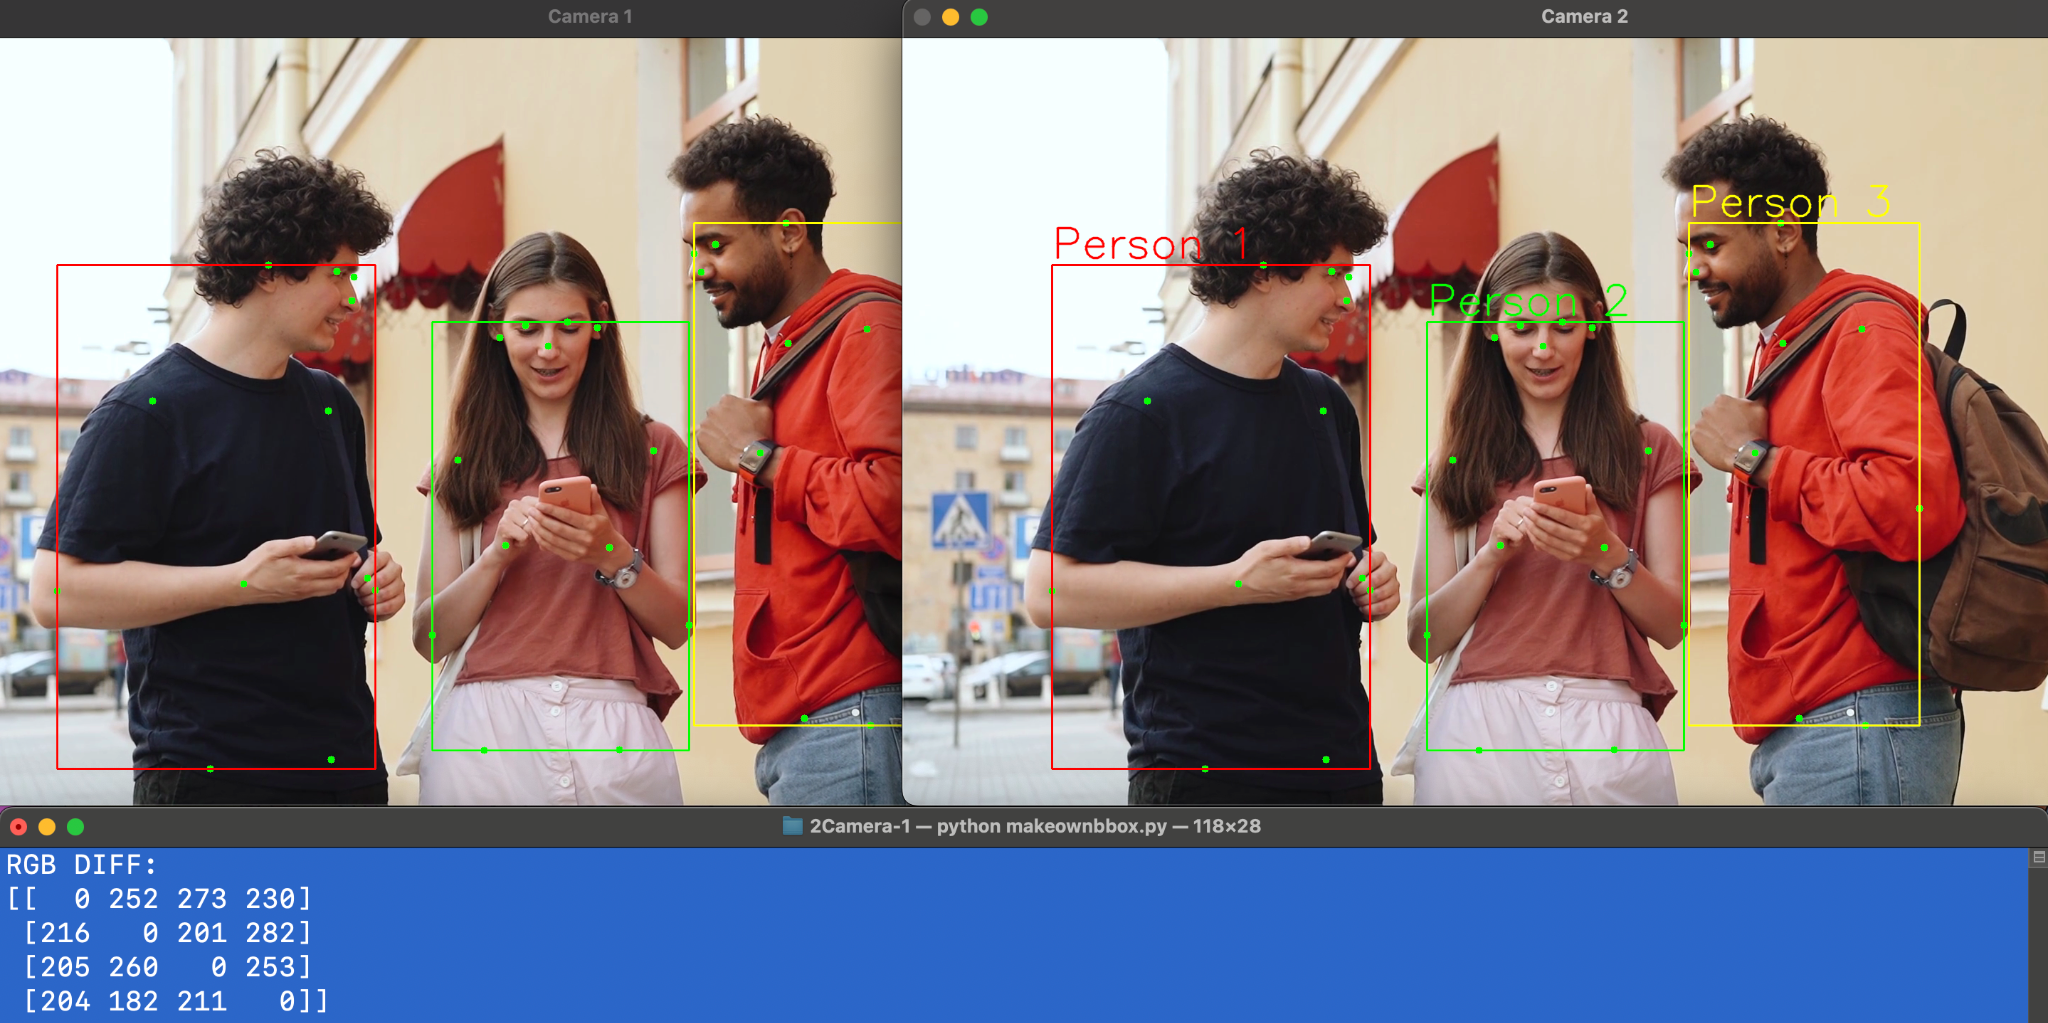 Camera 1
Camera 2
Person 1
Person 2
Person 3
2Camera-1 — python makeownbbox.py — 118×28
RGB DIFF:
[[  0 252 273 230]
 [216   0 201 282]
 [205 260   0 253]
 [204 182 211   0]]